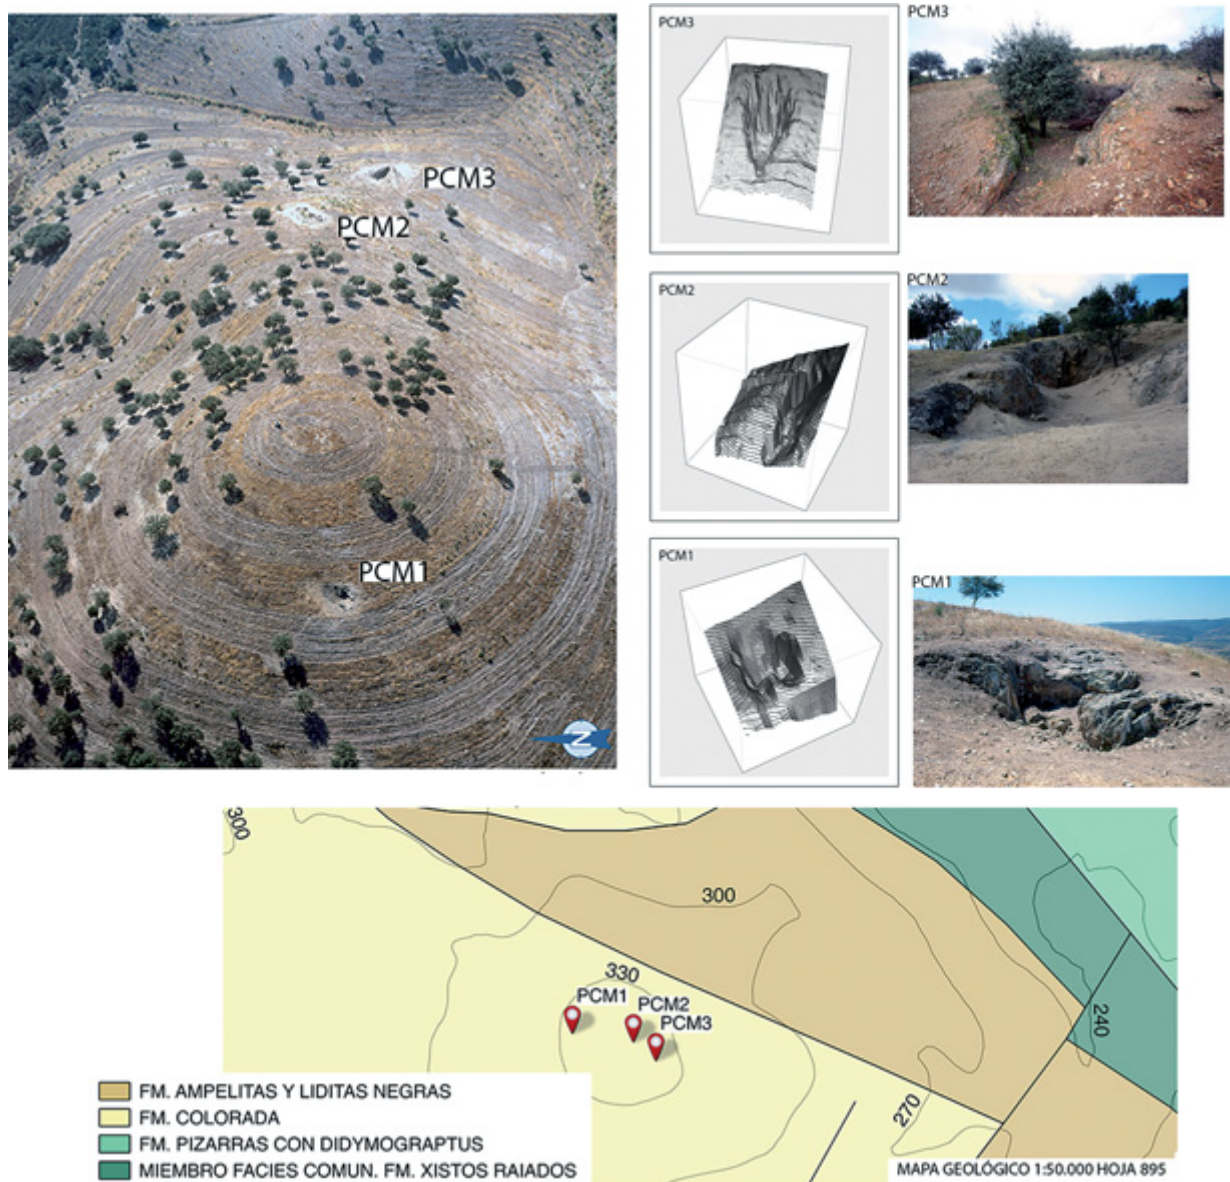 PCM3
PCM2
PCM1
N
PCM3
PCM3
PCM2
PCM2
PCM1
PCM1
300
300
330
PCM1
PCM2
PCM3
240
270
FM. AMPELITAS Y LIDITAS NEGRAS
FM. COLORADA
FM. PIZARRAS CON DIDYMOGRAPTUS
MIEMBRO FACIES COMUN. FM. XISTOS RAIADOS
MAPA GEOLÓGICO 1:50.000 HOJA 895